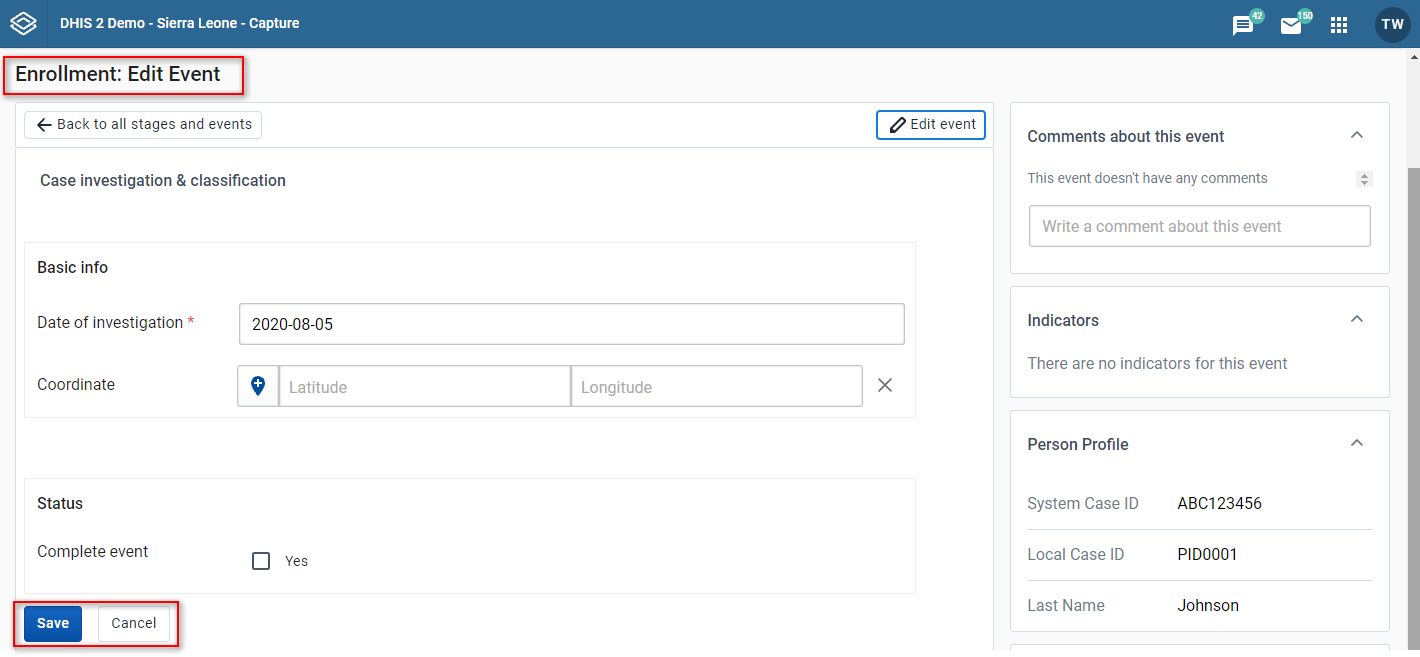 DHIS 2 Demo - Sierra Leone - Capture
42
150
TW
Enrollment: Edit Event
Back to all stages and events
Edit event
Case investigation & classification
Basic info
Date of investigation *
2020-08-05
Coordinate
Latitude
Longitude
Status
Complete event
Yes
Save
Cancel
Comments about this event
This event doesn't have any comments
Write a comment about this event
Indicators
There are no indicators for this event
Person Profile
System Case ID
ABC123456
Local Case ID
PID0001
Last Name
Johnson